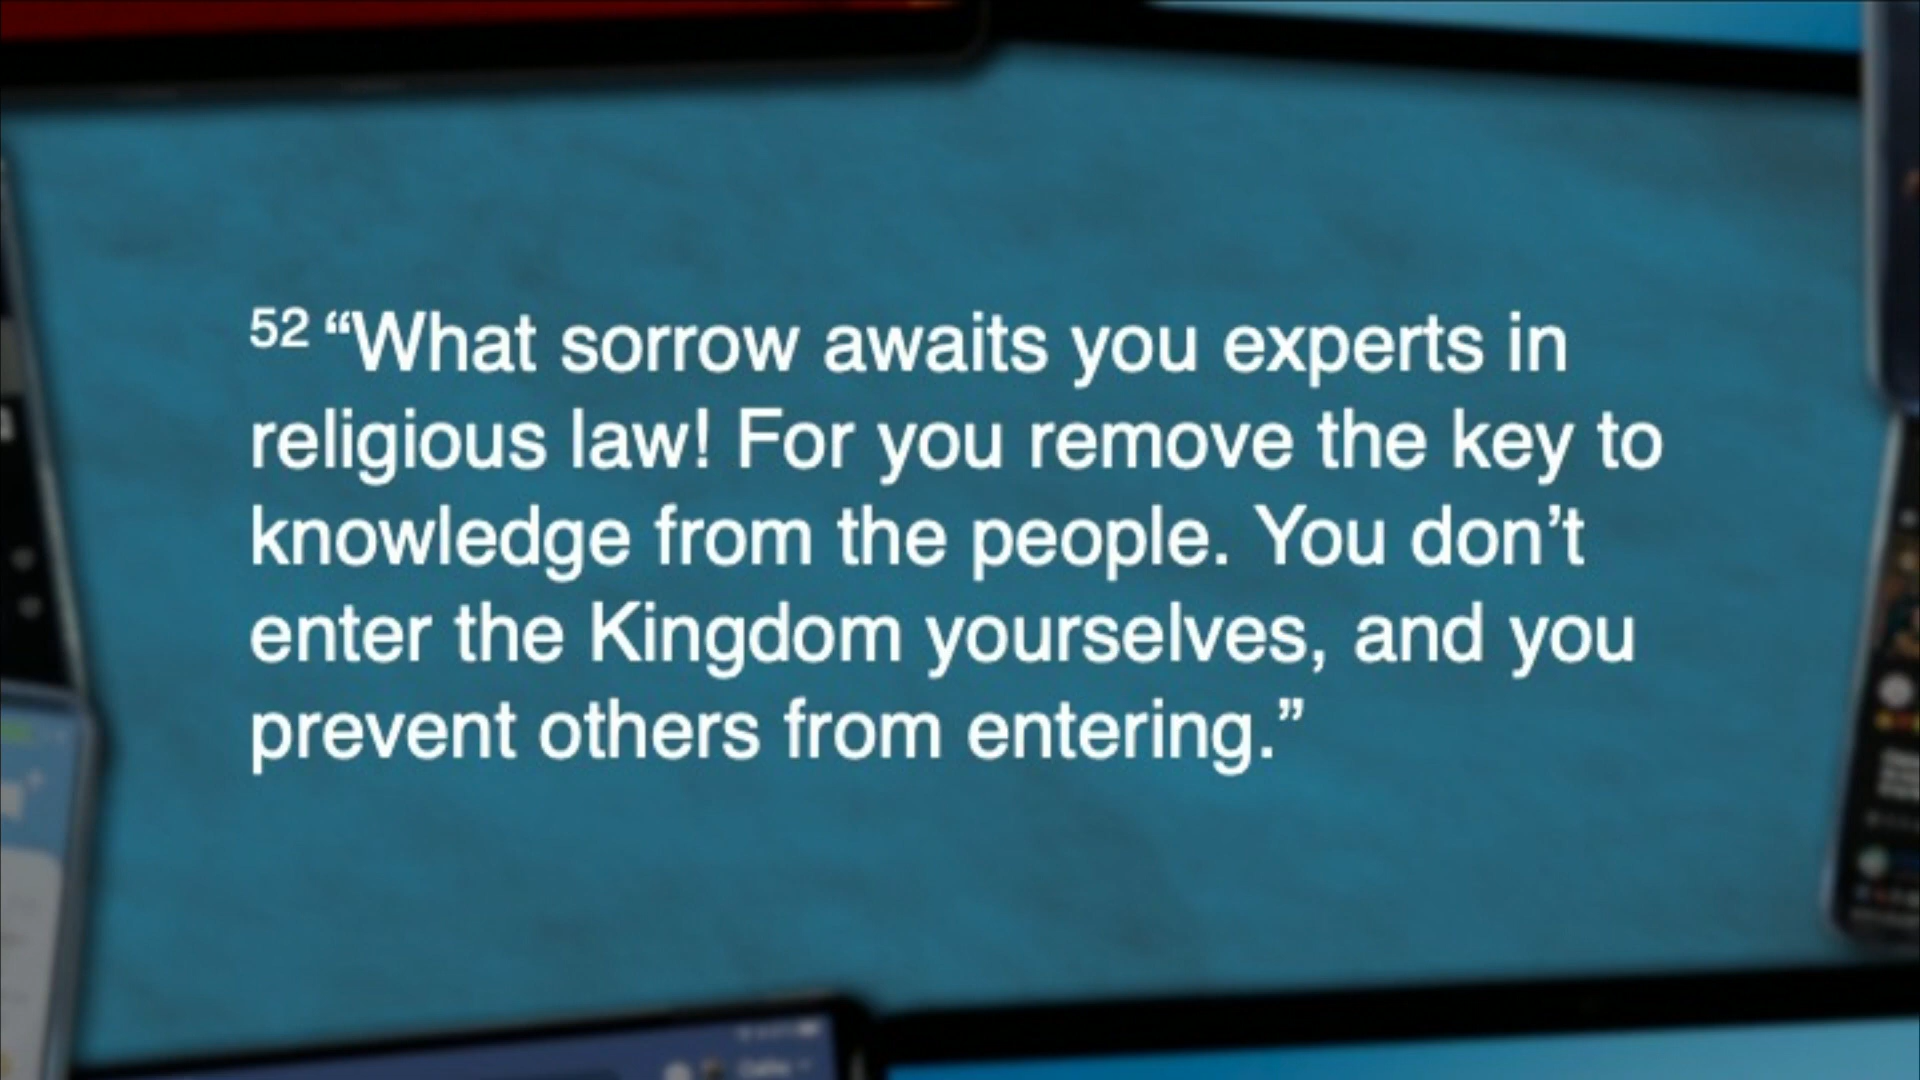 52 “What sorrow awaits you experts in
religious law! For you remove the key to
knowledge from the people. You don’t
enter the Kingdom yourselves, and you
prevent others from entering.”